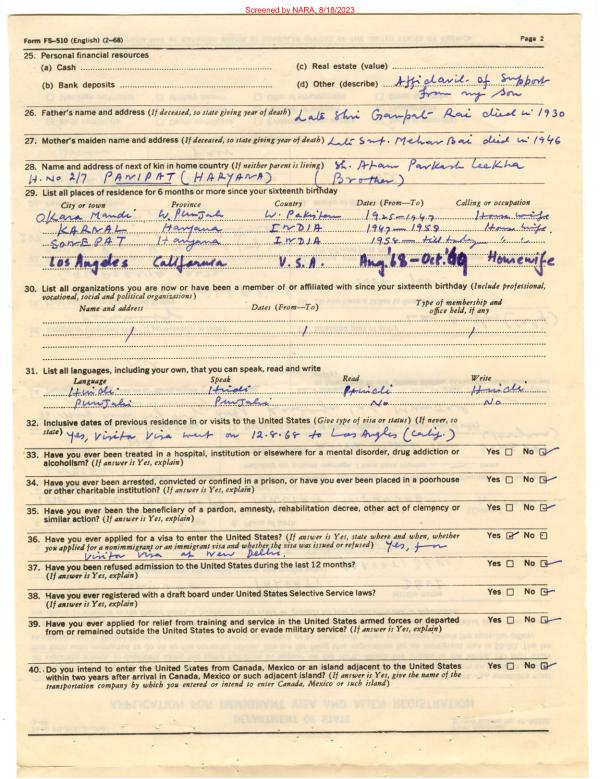 Screened by NARA, 8/18/2023
Form FS-510 (English) (2-68) Page 2
25. Personal financial resources
(a) Cash (c) Real estate (value)
(b) Bank deposits (d) Other (describe) Affidavit of Support
from my Son
26. Father's name and address (If deceased, so state giving year of death) Late Shri Ganpat Rai died in 1930
27. Mother's maiden name and address (If deceased, so state giving year of death) Late Smt. Mehar Bai died in 1946
28. Name and address of next of kin in home country (If neither parent is living) Sh. Atam Parkash Leekha
H. No 217 PANIPAT (HARYANA) (Brother)
29. List all places of residence for 6 months or more since your sixteenth birthday
City or town Province Country Dates (From—To) Calling or occupation
Okara Mandi W. Punjab W. Pakistan 1925-1947 House wife
KARNAL Haryana INDIA 1947-1958 House wife.
SONEPAT Haryana INDIA 1958 - till today " "
Los Angeles California U.S.A. Aug '68-Oct. '69 Housewife
30. List all organizations you are now or have been a member of or affiliated with since your sixteenth birthday (Include professional,
vocational, social and political organizations)
Name and address Dates (From—To) Type of membership and
office held, if any
/ / /
31. List all languages, including your own, that you can speak, read and write
Language Speak Read Write
Hindi Hindi Hindi Hindi
Punjabi Punjabi No No
32. Inclusive dates of previous residence in or visits to the United States (Give type of visa or status) (If never, so
state) Yes, Visitor Visa went on 12.8.68 to Los Angles (Calif.)
33. Have you ever been treated in a hospital, institution or elsewhere for a mental disorder, drug addiction or Yes No
alcoholism? (If answer is Yes, explain)
34. Have you ever been arrested, convicted or confined in a prison, or have you ever been placed in a poorhouse Yes No
or other charitable institution? (If answer is Yes, explain)
35. Have you ever been the beneficiary of a pardon, amnesty, rehabilitation decree, other act of clemency or Yes No
similar action? (If answer is Yes, explain)
36. Have you ever applied for a visa to enter the United States? (If answer is Yes, state where and when, whether Yes No
you applied for a nonimmigrant or an immigrant visa and whether the visa was issued or refused) Yes, for
Visitor Visa at New Delhi.
37. Have you been refused admission to the United States during the last 12 months? Yes No
(If answer is Yes, explain)
38. Have you ever registered with a draft board under United States Selective Service laws? Yes No
(If answer is Yes, explain)
39. Have you ever applied for relief from training and service in the United States armed forces or departed Yes No
from or remained outside the United States to avoid or evade military service? (If answer is Yes, explain)
40. Do you intend to enter the United States from Canada, Mexico or an island adjacent to the United States Yes No
within two years after arrival in Canada, Mexico or such adjacent island? (If answer is Yes, give the name of the
transportation company by which you entered or intend to enter Canada, Mexico or such island)